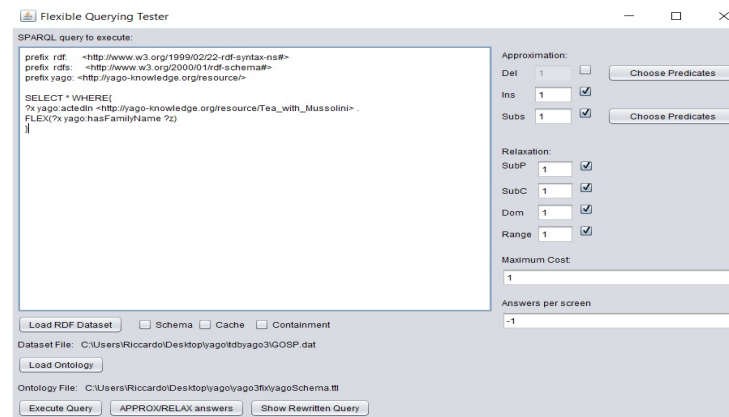 Flexible Querying Tester
SPARQL query to execute:
prefix rdf: <http://www.w3.org/1999/02/22-rdf-syntax-ns#>
prefix rdfs: <http://www.w3.org/2000/01/rdf-schema#>
prefix yago: <http://yago-knowledge.org/resource/>
SELECT * WHERE{
?x yago:actedIn <http://yago-knowledge.org/resource/Tea_with_Mussolini> .
FLEX(?x yago:hasFamilyName ?z)
}
Approximation:
Del 1 Choose Predicates
Ins 1
Subs 1 Choose Predicates
Relaxation:
SubP 1
SubC 1
Dom 1
Range 1
Maximum Cost:
1
Answers per screen
-1
Load RDF Dataset Schema Cache Containment
Dataset File: C:\Users\Riccardo\Desktop\yago\tdbyago3\GOSP.dat
Load Ontology
Ontology File: C:\Users\Riccardo\Desktop\yago\yago3fix\yagoSchema.ttl
Execute Query APPROX/RELAX answers Show Rewritten Query